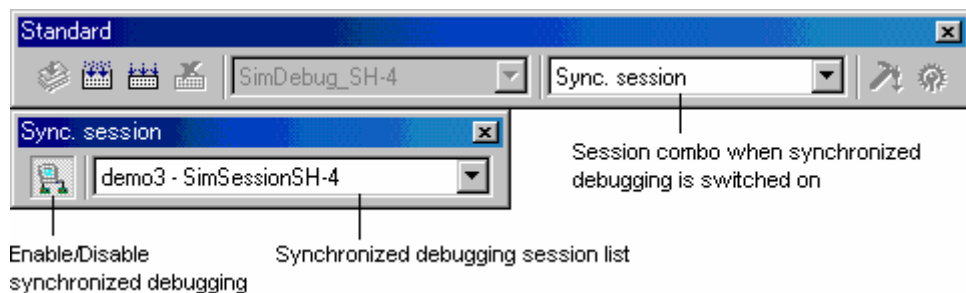 Standard
SimDebug_SH-4
Sync. session
Sync. session
demo3 - SimSessionSH-4
Session combo when synchronized
debugging is switched on
Enable/Disable
synchronized debugging
Synchronized debugging session list